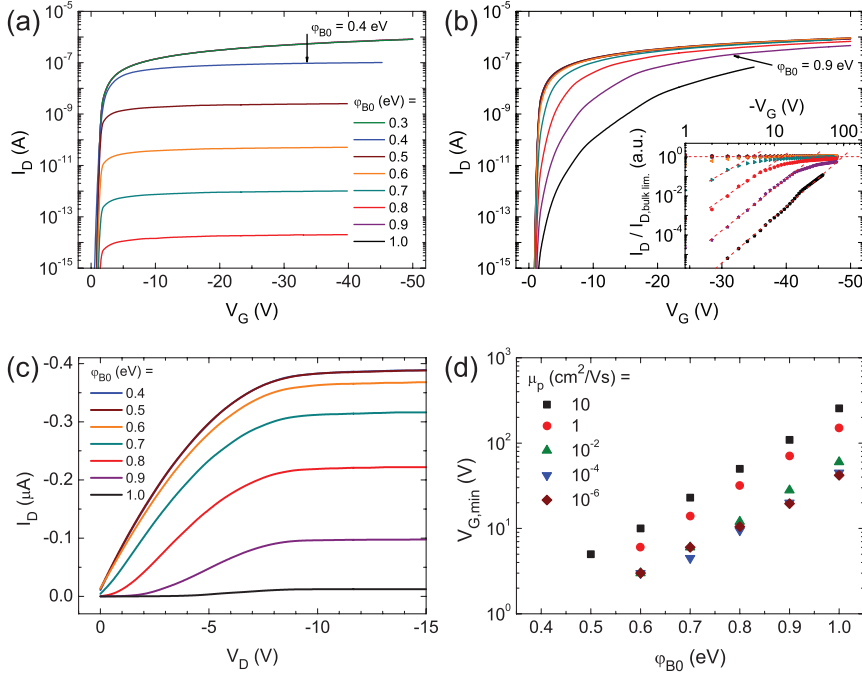 (a)
I_D (A)
10^-5
10^-7
10^-9
10^-11
10^-13
10^-15
φ_B0 = 0.4 eV
φ_B0 (eV) =
0.3
0.4
0.5
0.6
0.7
0.8
0.9
1.0
0 -10 -20 -30 -40 -50
V_G (V)
(b)
I_D (A)
10^-5
10^-7
10^-9
10^-11
10^-13
10^-15
φ_B0 = 0.9 eV
-V_G (V)
1 10 100
I_D / I_D,bulk lim. (a.u.)
10^0
10^-2
10^-4
-0 -10 -20 -30 -40 -50
V_G (V)
(c)
I_D (µA)
-0.4
-0.3
-0.2
-0.1
0.0
φ_B0 (eV) =
0.4
0.5
0.6
0.7
0.8
0.9
1.0
0 -5 -10 -15
V_D (V)
(d)
V_G,min (V)
10^3
10^2
10^1
10^0
µ_p (cm^2/Vs) =
10
1
10^-2
10^-4
10^-6
0.4 0.5 0.6 0.7 0.8 0.9 1.0
φ_B0 (eV)